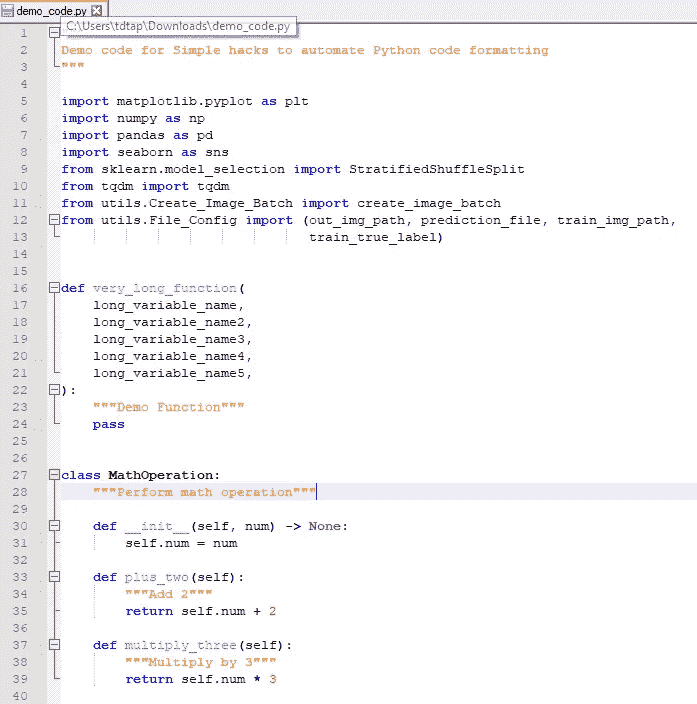 demo_code.py
C:\Users\tdtap\Downloads\demo_code.py
1
2 Demo code for Simple hacks to automate Python code formatting
3 """
4
5 import matplotlib.pyplot as plt
6 import numpy as np
7 import pandas as pd
8 import seaborn as sns
9 from sklearn.model_selection import StratifiedShuffleSplit
10 from tqdm import tqdm
11 from utils.Create_Image_Batch import create_image_batch
12 from utils.File_Config import (out_img_path, prediction_file, train_img_path,
13                                train_true_label)
14
15
16 def very_long_function(
17     long_variable_name,
18     long_variable_name2,
19     long_variable_name3,
20     long_variable_name4,
21     long_variable_name5,
22 ):
23     """Demo Function"""
24     pass
25
26
27 class MathOperation:
28     """Perform math operation"""
29
30     def __init__(self, num) -> None:
31         self.num = num
32
33     def plus_two(self):
34         """Add 2"""
35         return self.num + 2
36
37     def multiply_three(self):
38         """Multiply by 3"""
39         return self.num * 3
40